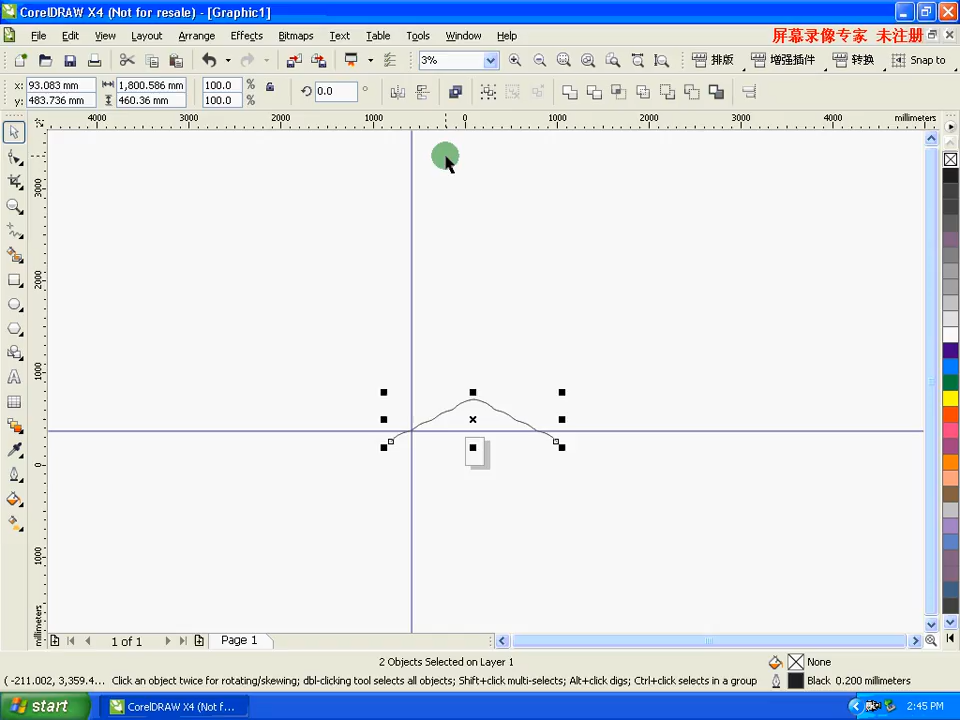 CorelDRAW X4 (Not for resale) - [Graphic1]
File Edit View Layout Arrange Effects Bitmaps Text Table Tools Window Help 屏幕录像专家 未注册
3% 排版 增强插件 转换 Snap to
x: 93.083 mm 1,800.586 mm 100.0 % 0.0 °
y: 483.736 mm 460.36 mm 100.0 %
4000 3000 2000 1000 0 1000 2000 3000 4000 millimeters
3000
2000
1000
0
1000
millimeters
1 of 1 Page 1
2 Objects Selected on Layer 1 None
( -211.002, 3,359.4... Click an object twice for rotating/skewing; dbl-clicking tool selects all objects; Shift+click multi-selects; Alt+click digs; Ctrl+click selects in a group Black 0.200 millimeters
start CorelDRAW X4 (Not f... 2:45 PM